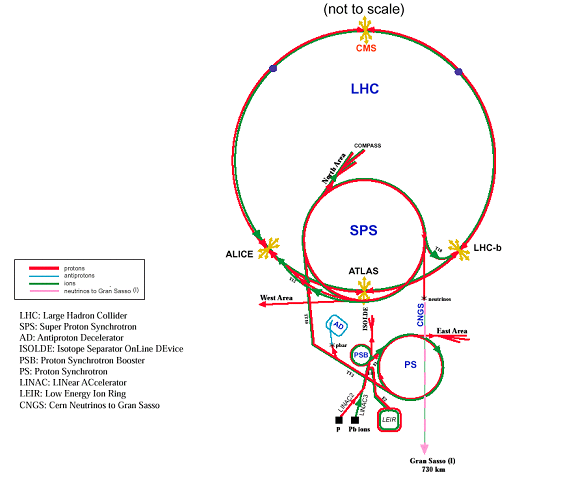 (not to scale)
CMS
LHC
COMPASS
North Area
SPS
TI8
ALICE
LHC-b
ATLAS
TI2
West Area
neutrinos
CNGS
protons
antiprotons
ions
neutrinos to Gran Sasso (I)
LHC: Large Hadron Collider
SPS: Super Proton Synchrotron
AD: Antiproton Decelerator
ISOLDE: Isotope Separator OnLine DEvice
PSB: Proton Synchrotron Booster
PS: Proton Synchrotron
LINAC: LINear ACcelerator
LEIR: Low Energy Ion Ring
CNGS: Cern Neutrinos to Gran Sasso
AD
ISOLDE
East Area
pbar
PSB
PS
LINAC2
LINAC3
LEIR
P
Pb ions
Gran Sasso (I)
730 km